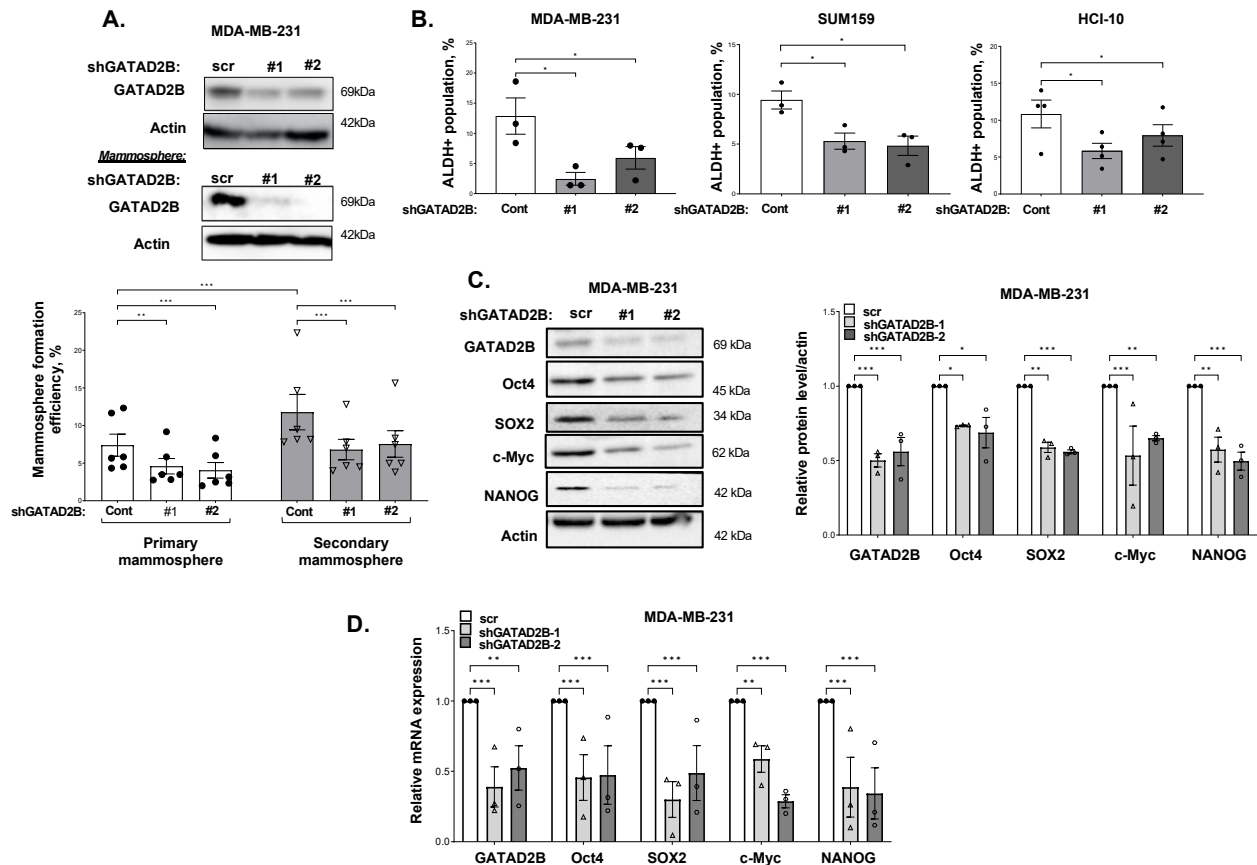 A.
MDA-MB-231
shGATAD2B: scr #1 #2
GATAD2B 69kDa
Actin 42kDa
Mammosphere:
shGATAD2B: scr #1 #2
GATAD2B 69kDa
Actin 42kDa
Mammosphere formation
efficiency, %
25
20
15
10
5
0
*** *** ** *** ***
shGATAD2B: Cont #1 #2 Cont #1 #2
Primary
mammosphere
Secondary
mammosphere
B.
MDA-MB-231
ALDH+ population, %
25
20
15
10
5
0
* *
shGATAD2B: Cont #1 #2
SUM159
ALDH+ population, %
15
10
5
0
* *
shGATAD2B: Cont #1 #2
HCI-10
ALDH+ population, %
20
15
10
5
0
* *
shGATAD2B: Cont #1 #2
C.
MDA-MB-231
shGATAD2B: scr #1 #2
GATAD2B 69 kDa
Oct4 45 kDa
SOX2 34 kDa
c-Myc 62 kDa
NANOG 42 kDa
Actin 42 kDa
MDA-MB-231
scr
shGATAD2B-1
shGATAD2B-2
Relative protein level/actin
1.0
0.5
0.0
*** * *** ** ***
*** * ** *** **
GATAD2B Oct4 SOX2 c-Myc NANOG
D.
MDA-MB-231
scr
shGATAD2B-1
shGATAD2B-2
Relative mRNA expression
1.5
1.0
0.5
0.0
** *** *** *** ***
*** *** *** ** ***
GATAD2B Oct4 SOX2 c-Myc NANOG